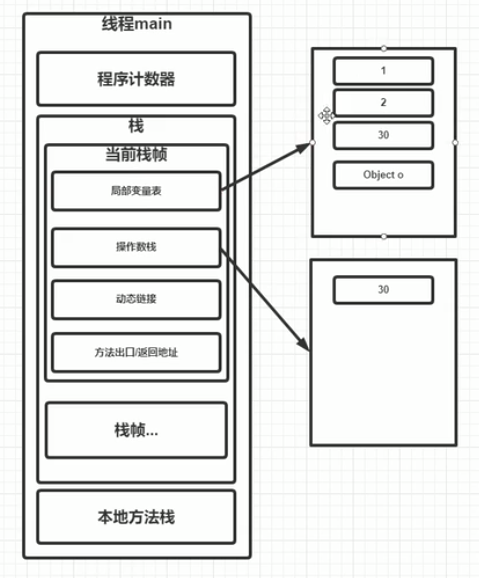 线程main
程序计数器
栈
当前栈帧
局部变量表
操作数栈
动态链接
方法出口/返回地址
栈帧...
本地方法栈
1
2
30
Object o
30